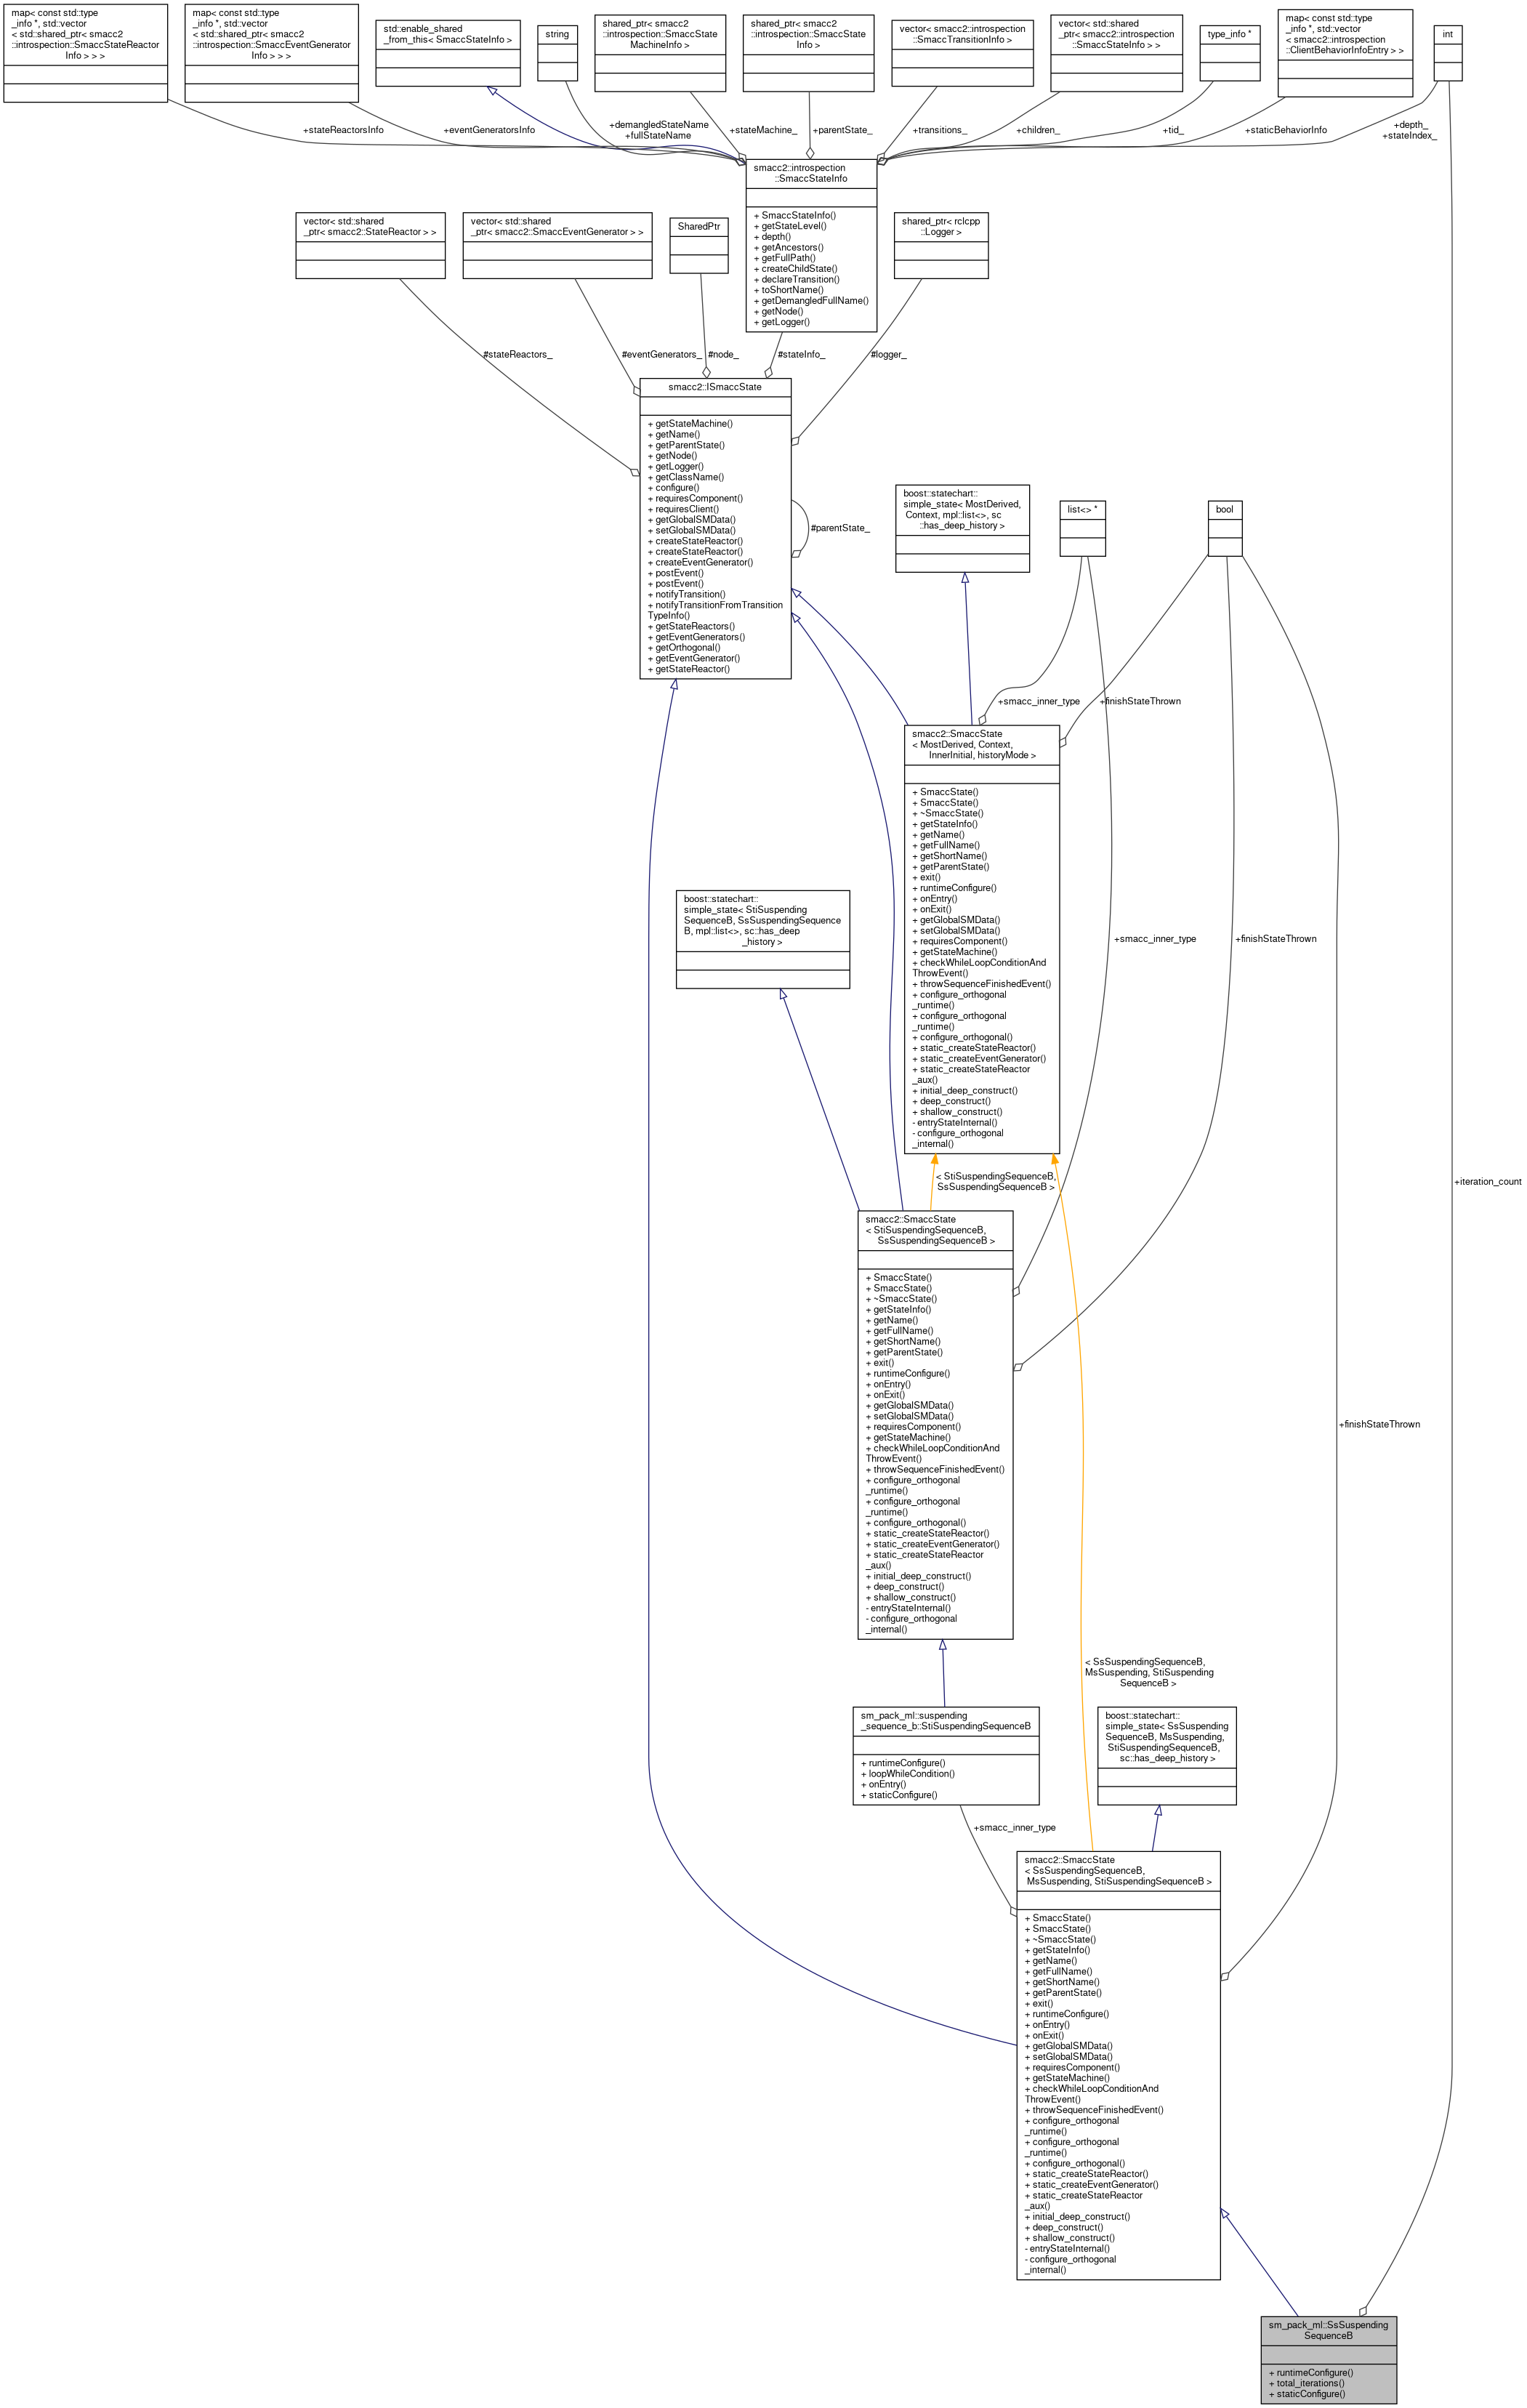 map< const std::type
_info *, std::vector
< std::shared_ptr< smacc2
::introspection::SmaccStateReactor
Info > > >
map< const std::type
_info *, std::vector
< std::shared_ptr< smacc2
::introspection::SmaccEventGenerator
Info > > >
std::enable_shared
_from_this< SmaccStateInfo >
string
shared_ptr< smacc2
::introspection::SmaccState
MachineInfo >
shared_ptr< smacc2
::introspection::SmaccState
Info >
vector< smacc2::introspection
::SmaccTransitionInfo >
vector< std::shared
_ptr< smacc2::introspection
::SmaccStateInfo > >
type_info *
map< const std::type
_info *, std::vector
< smacc2::introspection
::ClientBehaviorInfoEntry > >
int
+stateReactorsInfo
+eventGeneratorsInfo
+demangledStateName
+fullStateName
+stateMachine_
+parentState_
+transitions_
+children_
+tid_
+staticBehaviorInfo
+depth_
+stateIndex_
smacc2::introspection
::SmaccStateInfo
+ SmaccStateInfo()
+ getStateLevel()
+ depth()
+ getAncestors()
+ getFullPath()
+ createChildState()
+ declareTransition()
+ toShortName()
+ getDemangledFullName()
+ getNode()
+ getLogger()
vector< std::shared
_ptr< smacc2::StateReactor > >
vector< std::shared
_ptr< smacc2::SmaccEventGenerator > >
SharedPtr
shared_ptr< rclcpp
::Logger >
#stateReactors_
#eventGenerators_
#node_
#stateInfo_
#logger_
smacc2::ISmaccState
+ getStateMachine()
+ getName()
+ getParentState()
+ getNode()
+ getLogger()
+ getClassName()
+ configure()
+ requiresComponent()
+ requiresClient()
+ getGlobalSMData()
+ setGlobalSMData()
+ createStateReactor()
+ createStateReactor()
+ createEventGenerator()
+ postEvent()
+ postEvent()
+ notifyTransition()
+ notifyTransitionFromTransition
TypeInfo()
+ getStateReactors()
+ getEventGenerators()
+ getOrthogonal()
+ getEventGenerator()
+ getStateReactor()
#parentState_
boost::statechart::
simple_state< MostDerived,
Context, mpl::list<>, sc
::has_deep_history >
list<> *
bool
+smacc_inner_type
+finishStateThrown
smacc2::SmaccState
< MostDerived, Context,
InnerInitial, historyMode >
+ SmaccState()
+ SmaccState()
+ ~SmaccState()
+ getStateInfo()
+ getName()
+ getFullName()
+ getShortName()
+ getParentState()
+ exit()
+ runtimeConfigure()
+ onEntry()
+ onExit()
+ getGlobalSMData()
+ setGlobalSMData()
+ requiresComponent()
+ getStateMachine()
+ checkWhileLoopConditionAnd
ThrowEvent()
+ throwSequenceFinishedEvent()
+ configure_orthogonal
_runtime()
+ configure_orthogonal
_runtime()
+ configure_orthogonal()
+ static_createStateReactor()
+ static_createEventGenerator()
+ static_createStateReactor
_aux()
+ initial_deep_construct()
+ deep_construct()
+ shallow_construct()
- entryStateInternal()
- configure_orthogonal
_internal()
boost::statechart::
simple_state< StiSuspending
SequenceB, SsSuspendingSequence
B, mpl::list<>, sc::has_deep
_history >
+smacc_inner_type
+finishStateThrown
+iteration_count
< StiSuspendingSequenceB,
SsSuspendingSequenceB >
smacc2::SmaccState
< StiSuspendingSequenceB,
SsSuspendingSequenceB >
+ SmaccState()
+ SmaccState()
+ ~SmaccState()
+ getStateInfo()
+ getName()
+ getFullName()
+ getShortName()
+ getParentState()
+ exit()
+ runtimeConfigure()
+ onEntry()
+ onExit()
+ getGlobalSMData()
+ setGlobalSMData()
+ requiresComponent()
+ getStateMachine()
+ checkWhileLoopConditionAnd
ThrowEvent()
+ throwSequenceFinishedEvent()
+ configure_orthogonal
_runtime()
+ configure_orthogonal
_runtime()
+ configure_orthogonal()
+ static_createStateReactor()
+ static_createEventGenerator()
+ static_createStateReactor
_aux()
+ initial_deep_construct()
+ deep_construct()
+ shallow_construct()
- entryStateInternal()
- configure_orthogonal
_internal()
+finishStateThrown
< SsSuspendingSequenceB,
MsSuspending, StiSuspending
SequenceB >
sm_pack_ml::suspending
_sequence_b::StiSuspendingSequenceB
+ runtimeConfigure()
+ loopWhileCondition()
+ onEntry()
+ staticConfigure()
boost::statechart::
simple_state< SsSuspending
SequenceB, MsSuspending,
StiSuspendingSequenceB,
sc::has_deep_history >
+smacc_inner_type
smacc2::SmaccState
< SsSuspendingSequenceB,
MsSuspending, StiSuspendingSequenceB >
+ SmaccState()
+ SmaccState()
+ ~SmaccState()
+ getStateInfo()
+ getName()
+ getFullName()
+ getShortName()
+ getParentState()
+ exit()
+ runtimeConfigure()
+ onEntry()
+ onExit()
+ getGlobalSMData()
+ setGlobalSMData()
+ requiresComponent()
+ getStateMachine()
+ checkWhileLoopConditionAnd
ThrowEvent()
+ throwSequenceFinishedEvent()
+ configure_orthogonal
_runtime()
+ configure_orthogonal
_runtime()
+ configure_orthogonal()
+ static_createStateReactor()
+ static_createEventGenerator()
+ static_createStateReactor
_aux()
+ initial_deep_construct()
+ deep_construct()
+ shallow_construct()
- entryStateInternal()
- configure_orthogonal
_internal()
sm_pack_ml::SsSuspending
SequenceB
+ runtimeConfigure()
+ total_iterations()
+ staticConfigure()